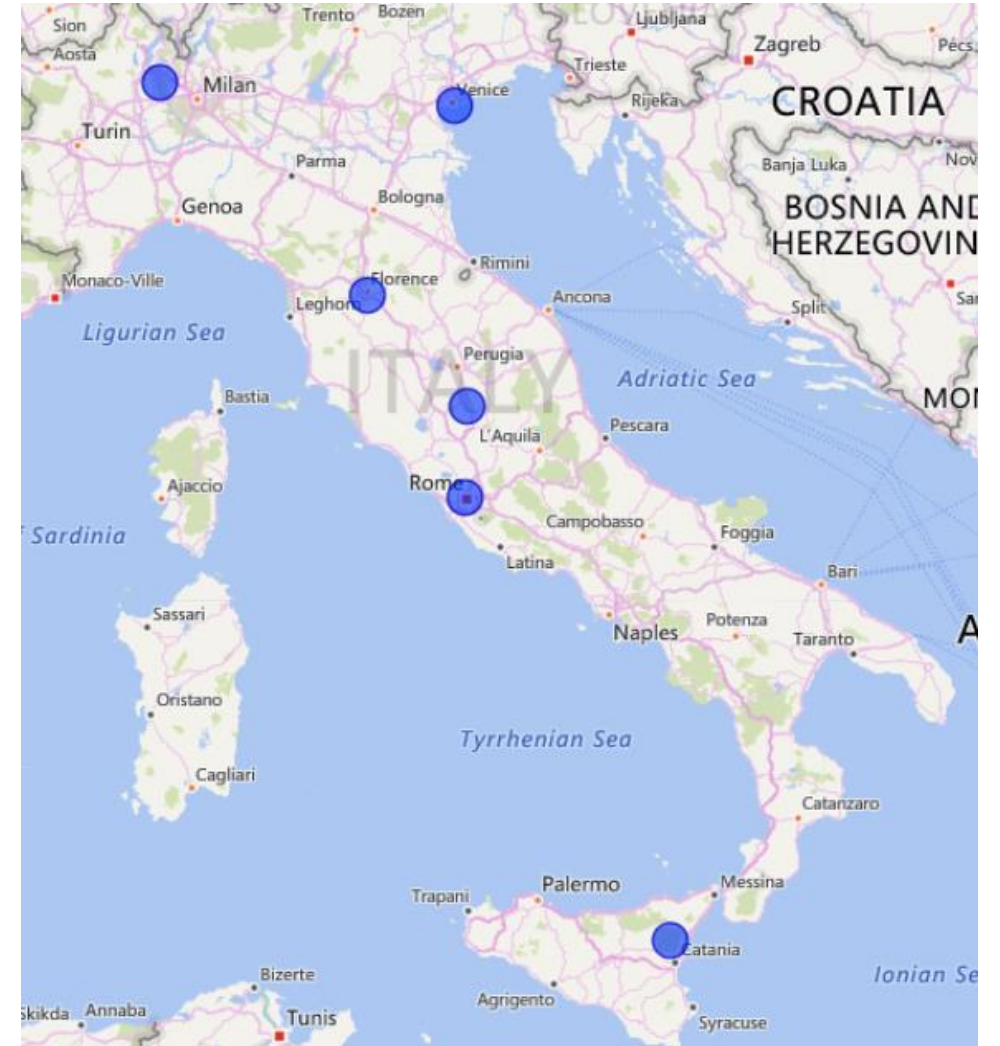 Sion
Trento
Bozen
SLOVENIA
Ljubljana
Aosta
Zagreb
Pécs,
Trieste
Milan
Venice
Rijeka
CROATIA
Turin
Parma
Banja Luka
Nov
Bologna
Genoa
BOSNIA AND
HERZEGOVIN
Rimini
Monaco-Ville
Florence
Leghorn
Ancona
Sar
Split
Ligurian Sea
Perugia
ITALY
Adriatic Sea
Bastia
MON
L'Aquila
Pescara
Rome
Ajaccio
Campobasso
Foggia
f Sardinia
Latina
Bari
Sassari
Naples
Potenza
Taranto
A
Oristano
Tyrrhenian Sea
Cagliari
Catanzaro
Palermo
Messina
Trapani
Catania
Bizerte
Ionian Se
Agrigento
Skikda
Annaba
Tunis
Syracuse